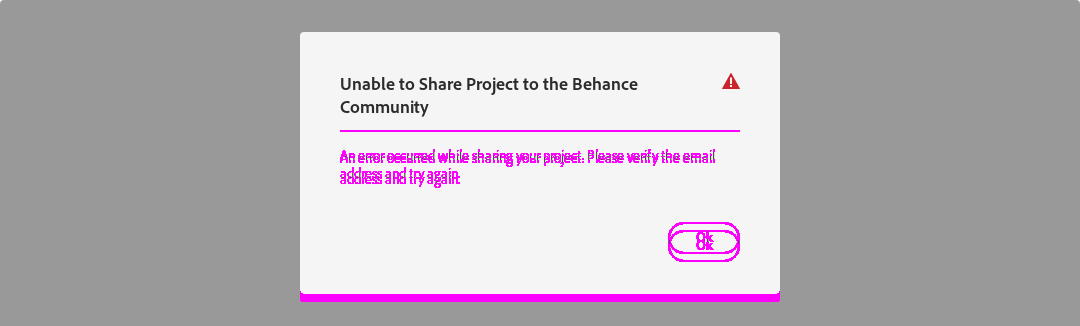 Unable to Share Project to the Behance
Community
An error occurred while sharing your project. Please verify the email
address and try again.
Ok